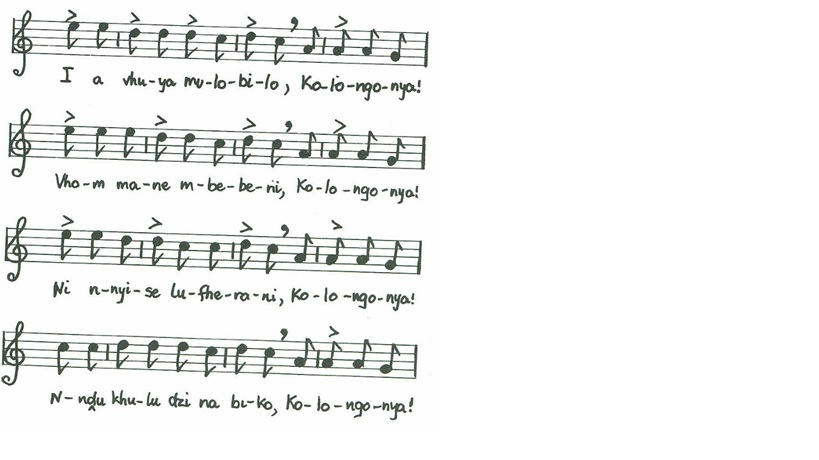 I a vhu-ya mu-lo-bi-lo, Ko-lo-ngo-nya!
Vho-m ma-ne m-be-be-ni, Ko-lo-ngo-nya!
Ni n-nyi-se lu-fhe-ra-ni, Ko-lo-ngo-nya!
N-nḓu khu-lu dzi na bi-ko, Ko-lo-ngo-nya!